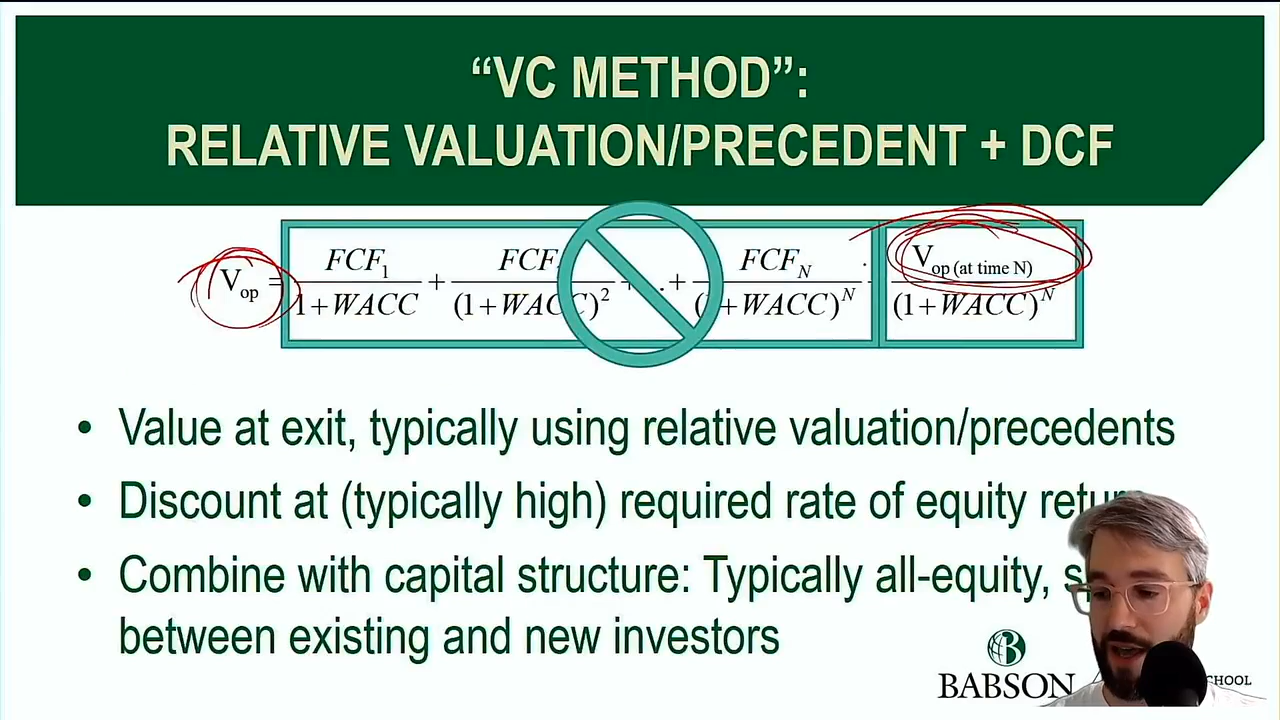 “VC METHOD”:
RELATIVE VALUATION/PRECEDENT + DCF
V_op = FCF_1 / 1+WACC + FCF / (1+WACC)^2 + . + FCF_N / (1+WACC)^N V_op (at time N) / (1+WACC)^N
• Value at exit, typically using relative valuation/precedents
• Discount at (typically high) required rate of equity return
• Combine with capital structure: Typically all-equity,
between existing and new investors
BABSON